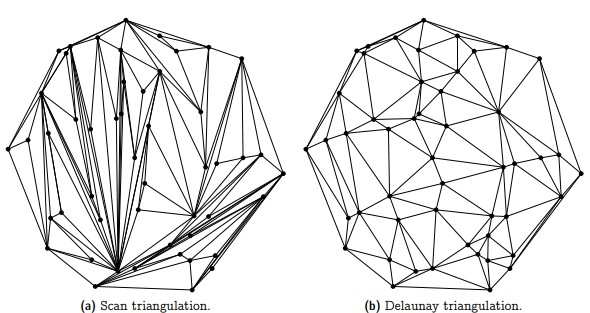 (a) Scan triangulation.
(b) Delaunay triangulation.